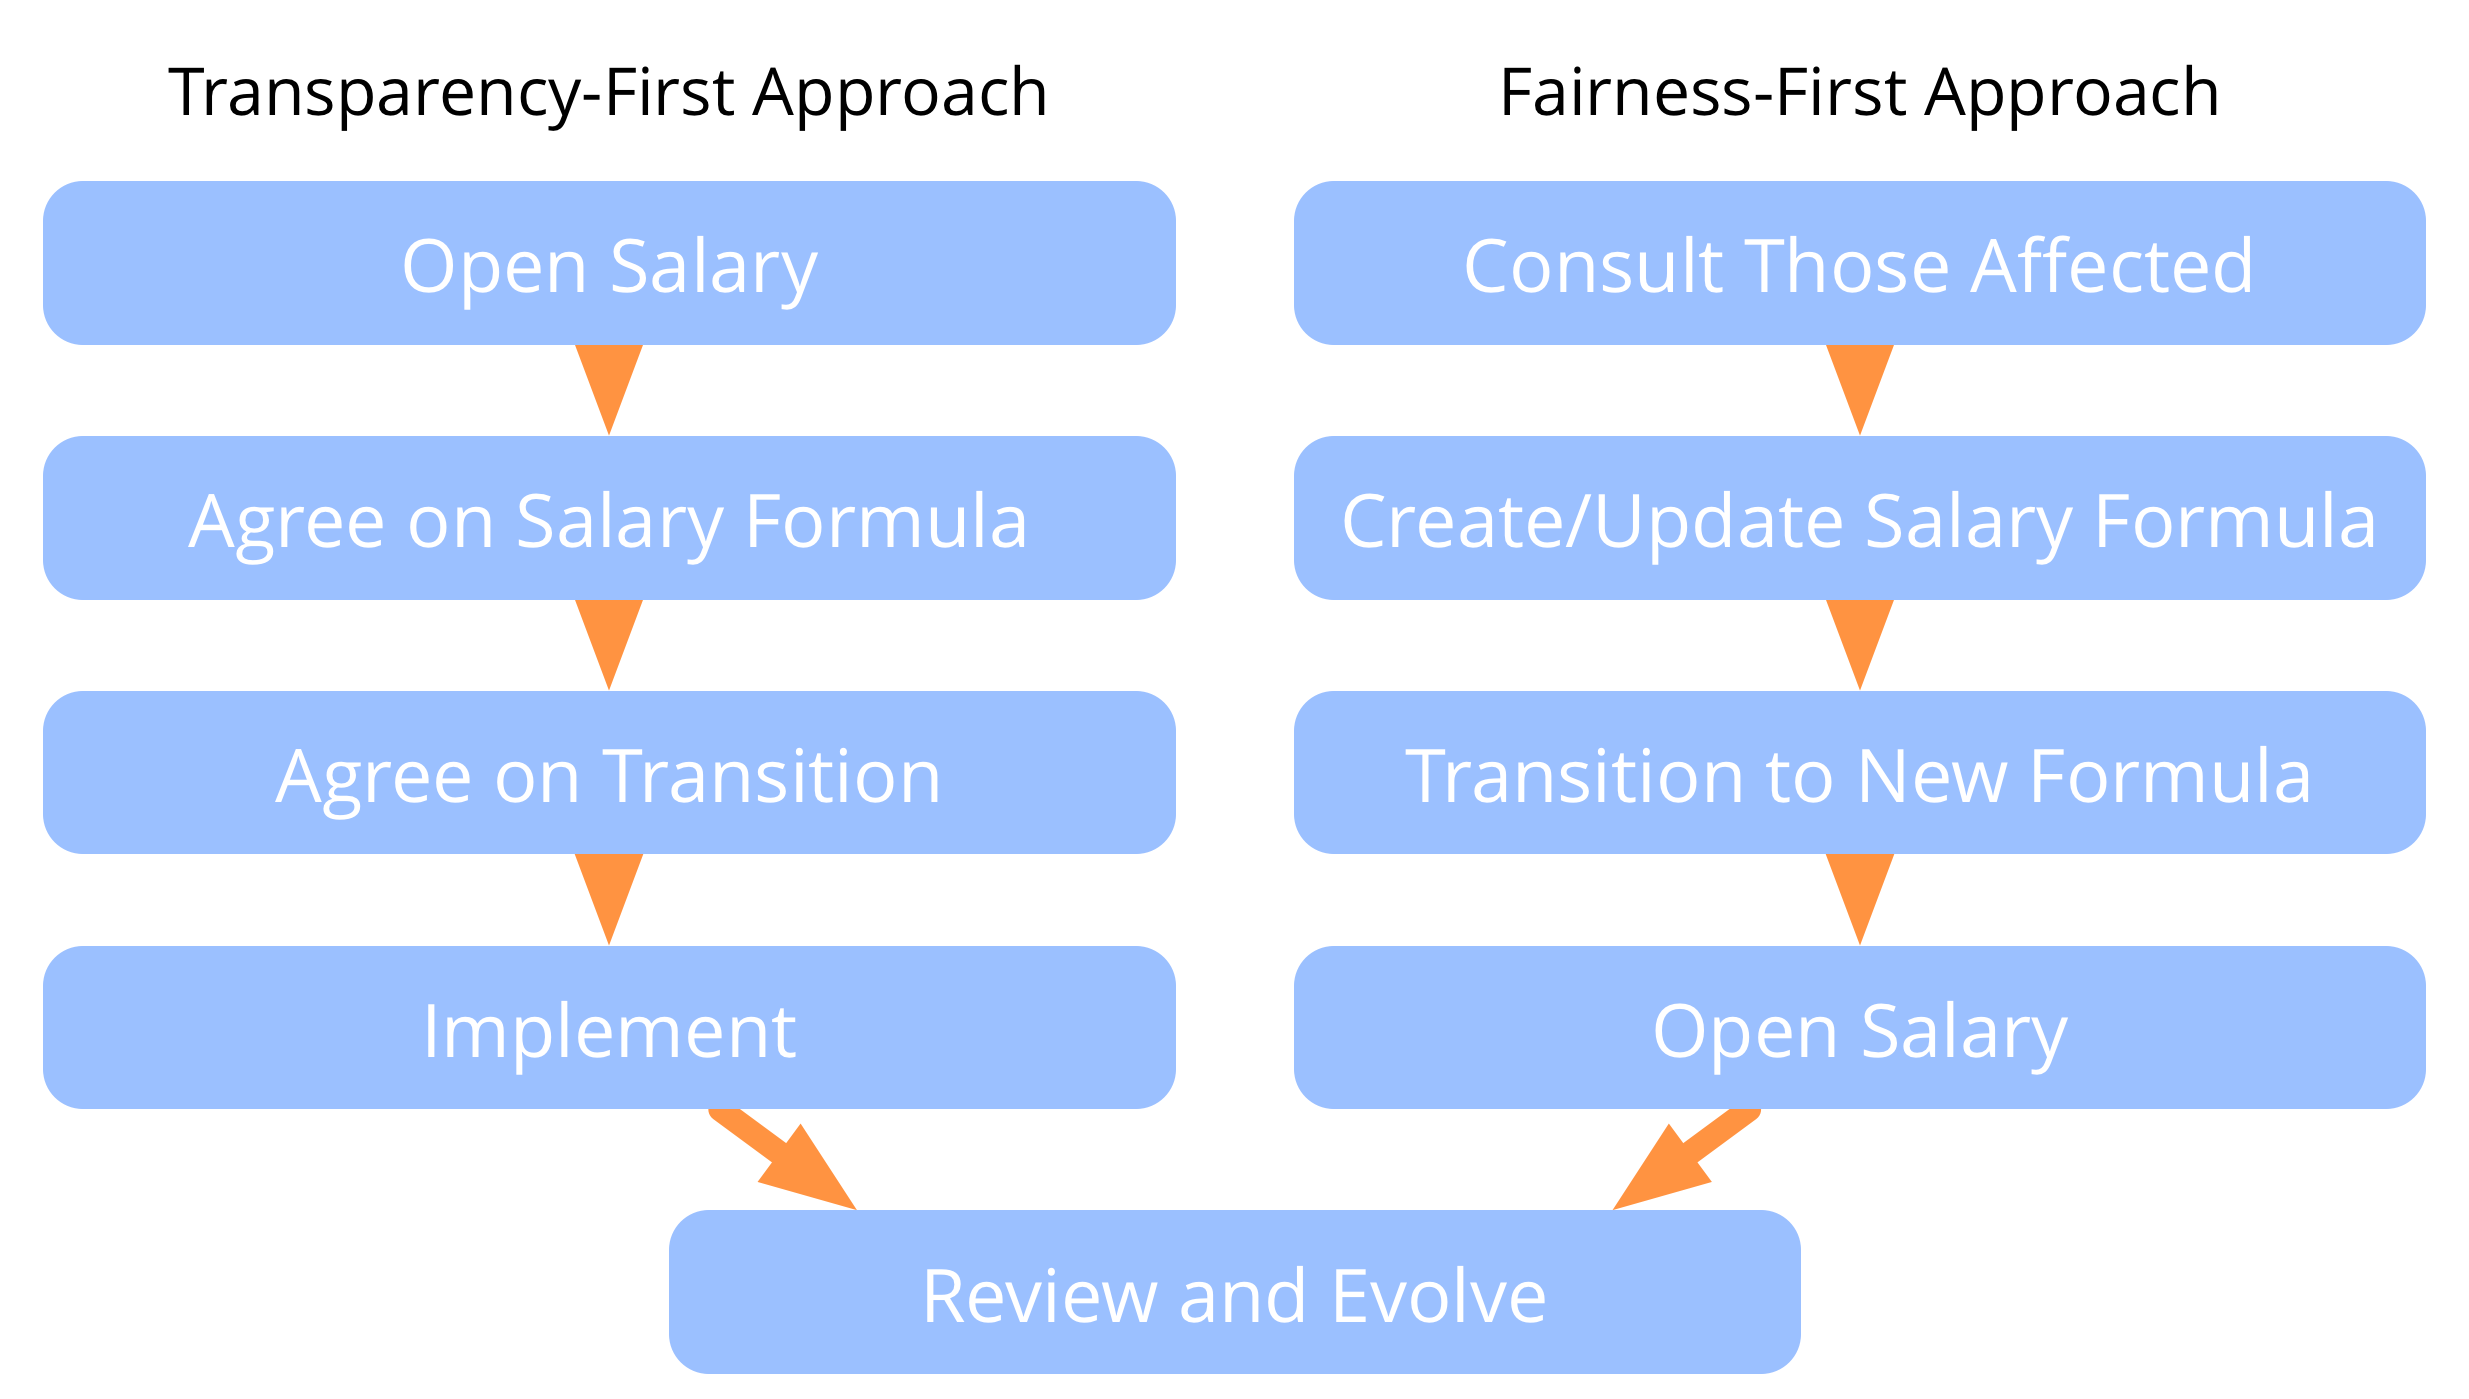 Transparency-First Approach
Open Salary
Agree on Salary Formula
Agree on Transition
Implement
Fairness-First Approach
Consult Those Affected
Create/Update Salary Formula
Transition to New Formula
Open Salary
Review and Evolve